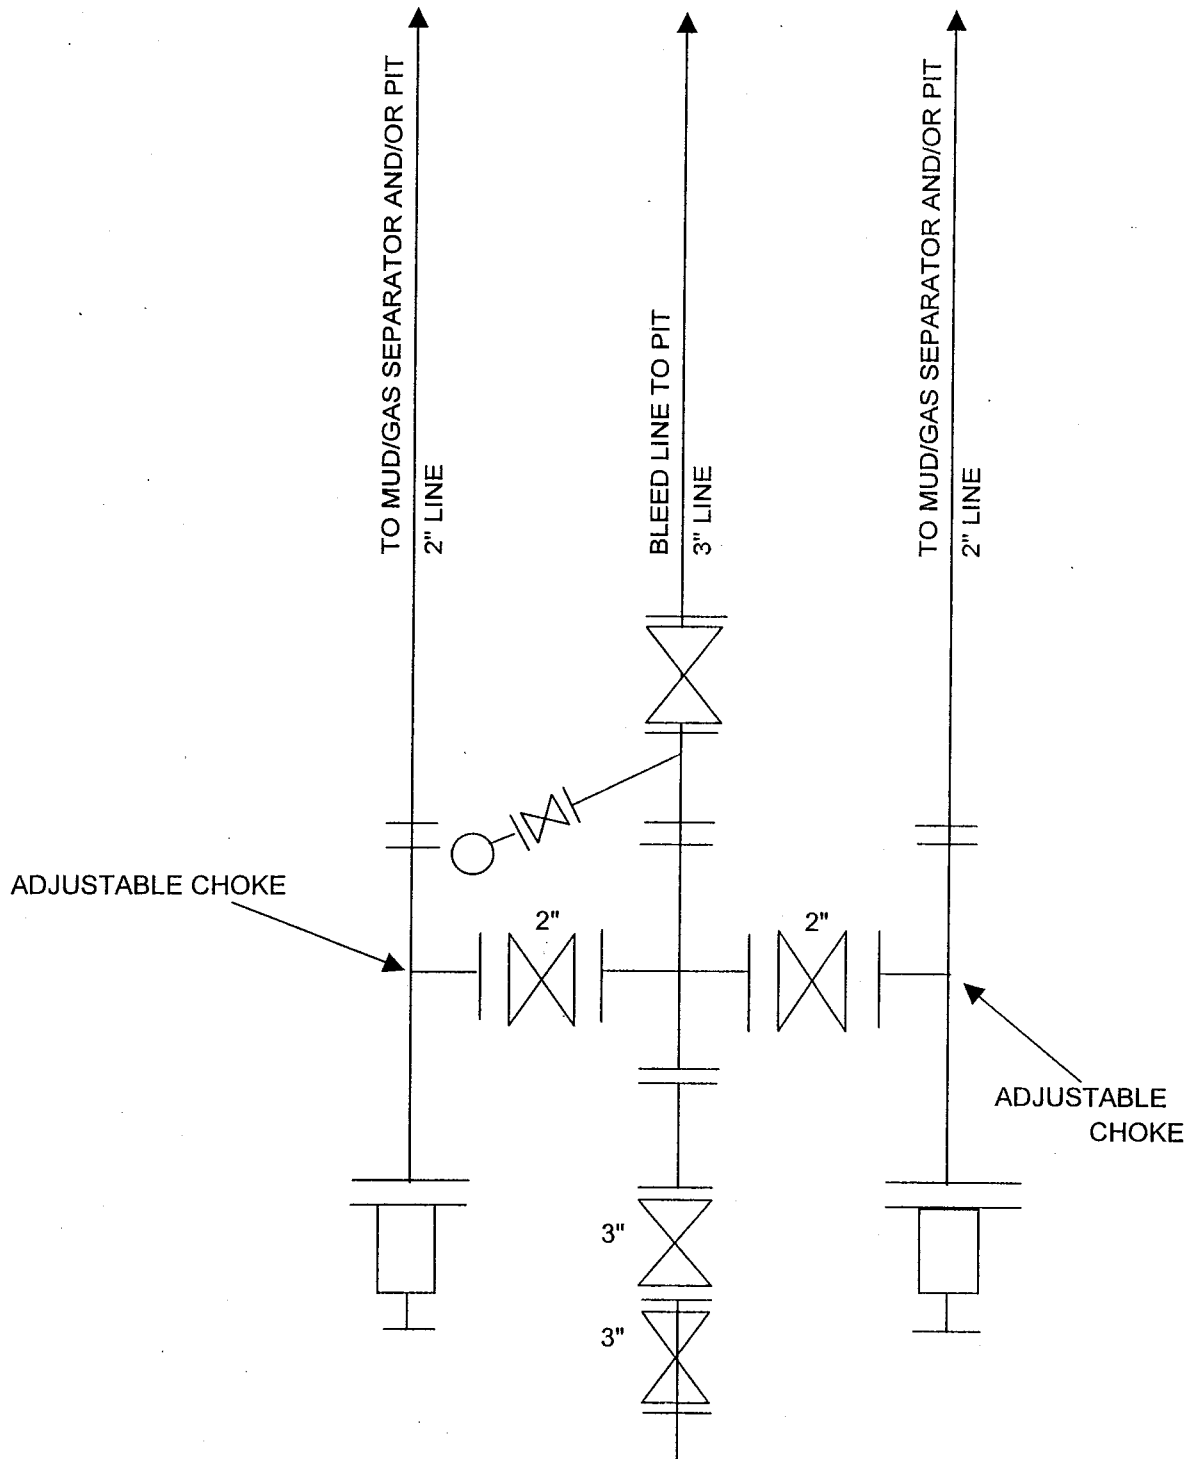 TO MUD/GAS SEPARATOR AND/OR PIT
2" LINE
BLEED LINE TO PIT
3" LINE
TO MUD/GAS SEPARATOR AND/OR PIT
2" LINE
ADJUSTABLE CHOKE
2"
2"
ADJUSTABLE
CHOKE
3"
3"